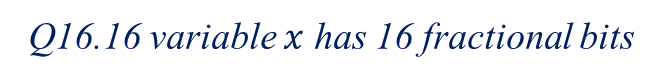 Q16.16 variable x has 16 fractional bits